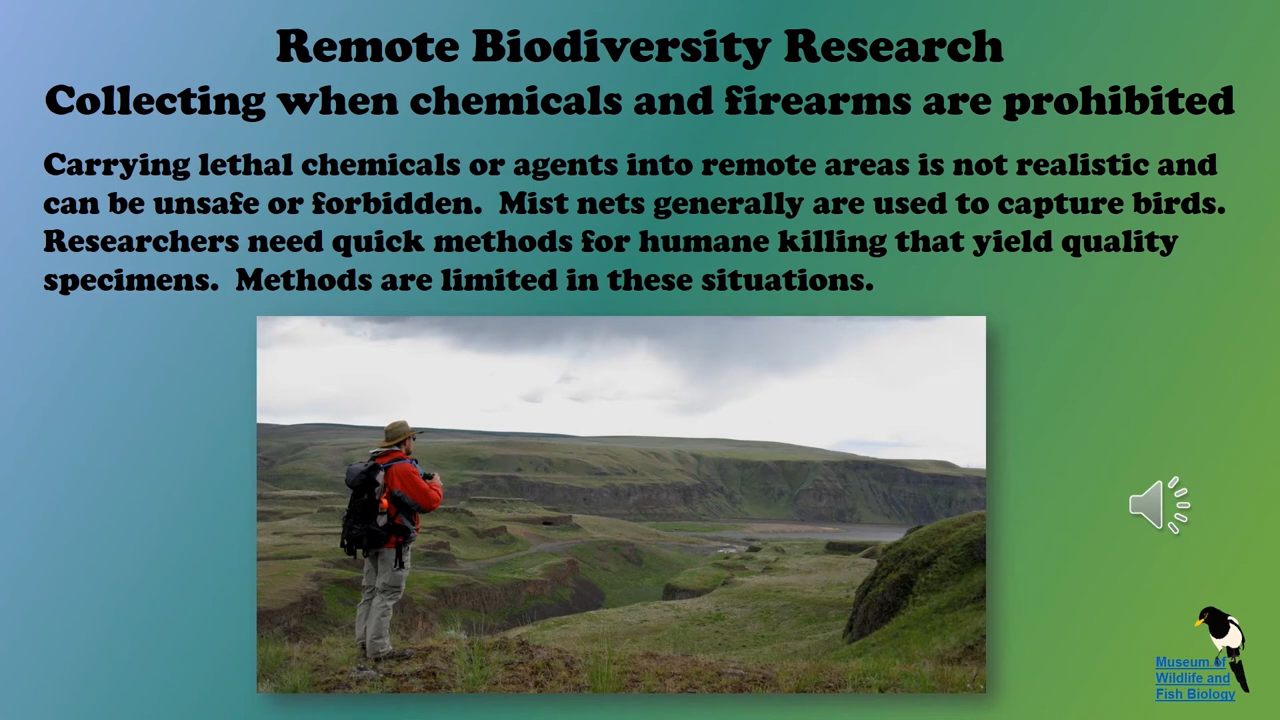 Remote Biodiversity Research
Collecting when chemicals and firearms are prohibited
Carrying lethal chemicals or agents into remote areas is not realistic and
can be unsafe or forbidden.  Mist nets generally are used to capture birds.
Researchers need quick methods for humane killing that yield quality
specimens.  Methods are limited in these situations.
Museum of
Wildlife and
Fish Biology